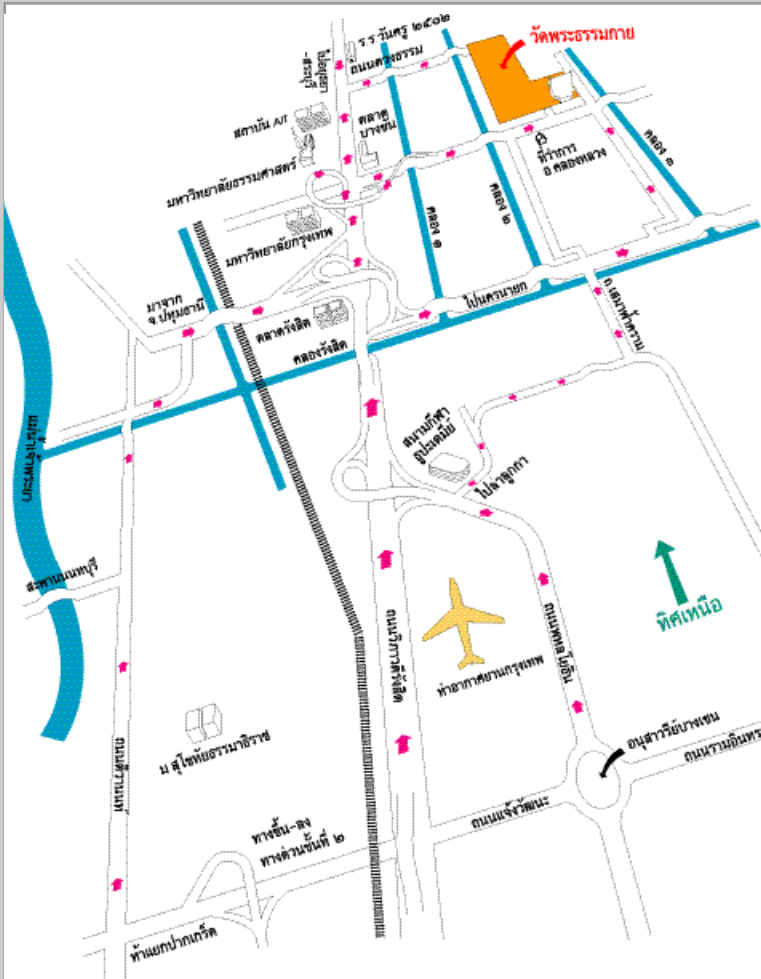 ร.ร.วันครู ๒๕๐๒
วัดพระธรรมกาย
ถนนดวงธรรม
ไปอยุธยา
-สระบุรี
สถาบัน AIT
ตลาด
บางขัน
ที่ว่าการ
อ.คลองหลวง
คลอง ๓
มหาวิทยาลัยธรรมศาสตร์
คลอง ๑
คลอง ๒
มหาวิทยาลัยกรุงเทพ
มาจาก
จ.ปทุมธานี
ไปนครนายก
ถ.เสมาฟ้าคราม
ตลาดรังสิต
คลองรังสิต
แม่น้ำเจ้าพระยา
สนามกีฬา
ธูปะเตมีย์
ไปลำลูกกา
สะพานนนทบุรี
ทิศเหนือ
ถนนวิภาวดีรังสิต
ถนนพหลโยธิน
ท่าอากาศยานกรุงเทพ
อนุสาวรีย์บางเขน
ถนนรามอินทรา
ม.สุโขทัยธรรมาธิราช
ถนนติวานนท์
ถนนแจ้งวัฒนะ
ทางขึ้น-ลง
ทางด่วนขั้นที่ ๒
ห้าแยกปากเกร็ด